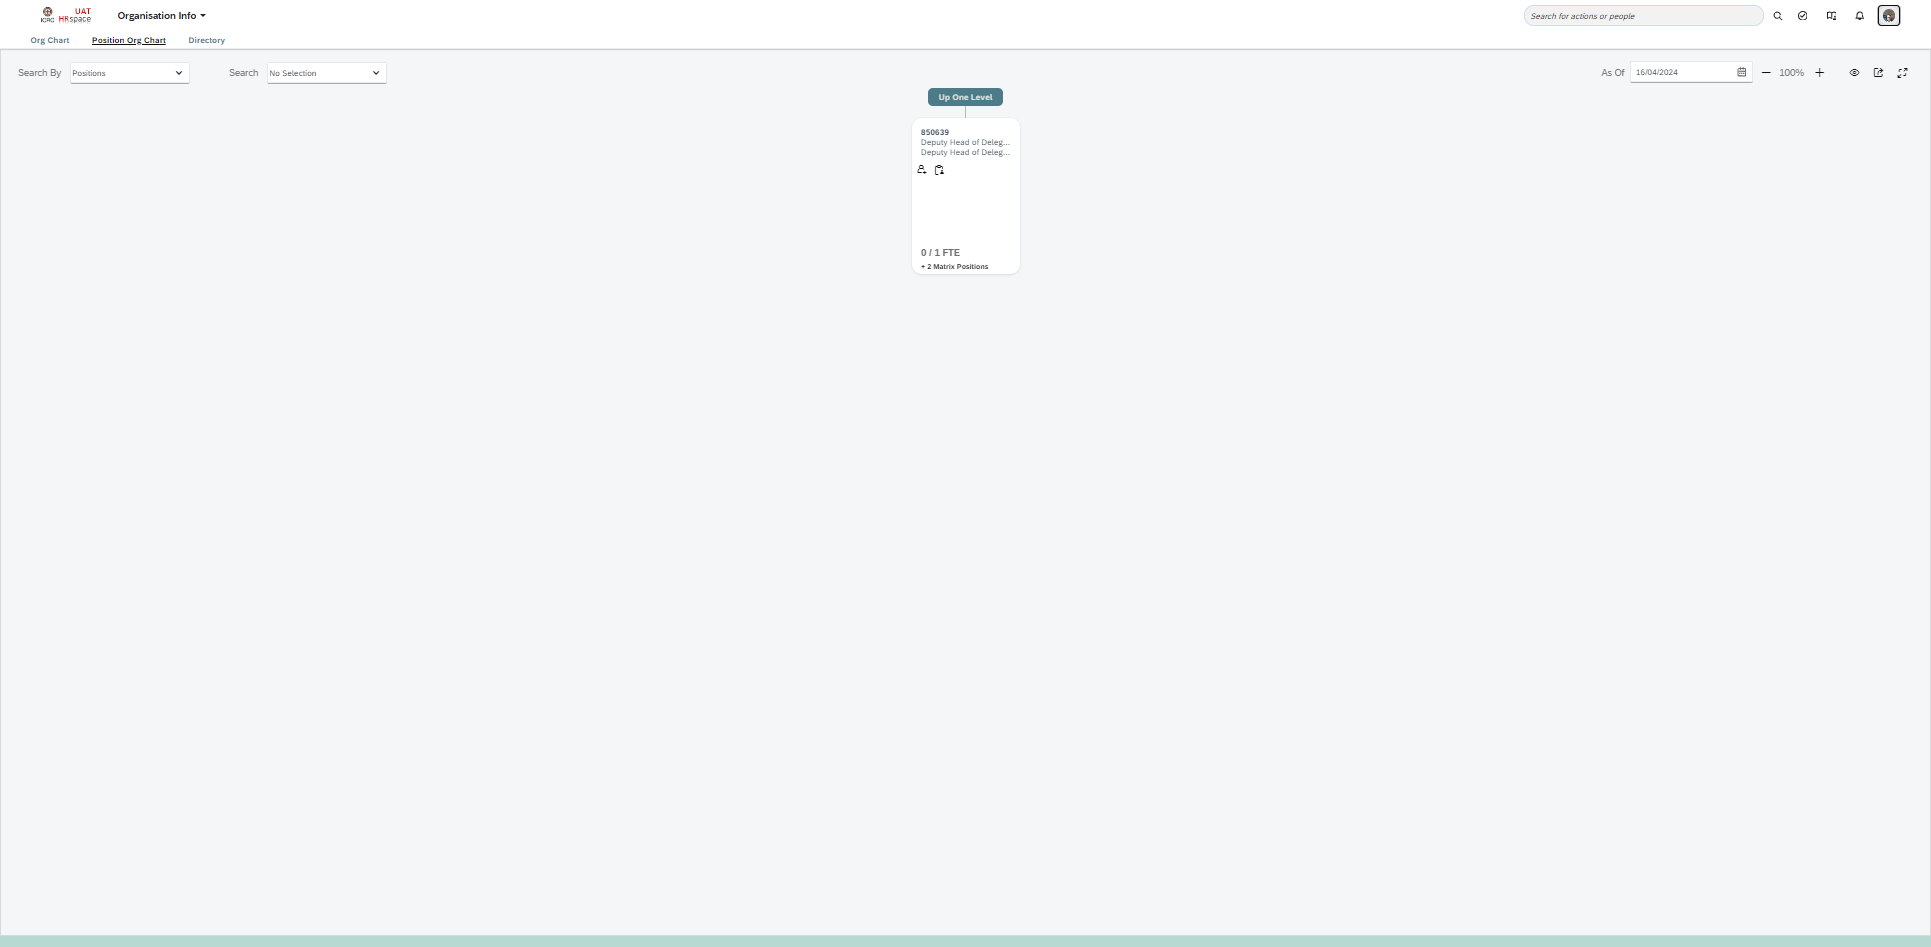 ICRC UAT
HRspace
Organisation Info
Search for actions or people
Org Chart Position Org Chart Directory
Search By Positions Search No Selection As Of 16/04/2024 100%
Up One Level
850639
Deputy Head of Deleg...
Deputy Head of Deleg...
0 / 1 FTE
+ 2 Matrix Positions